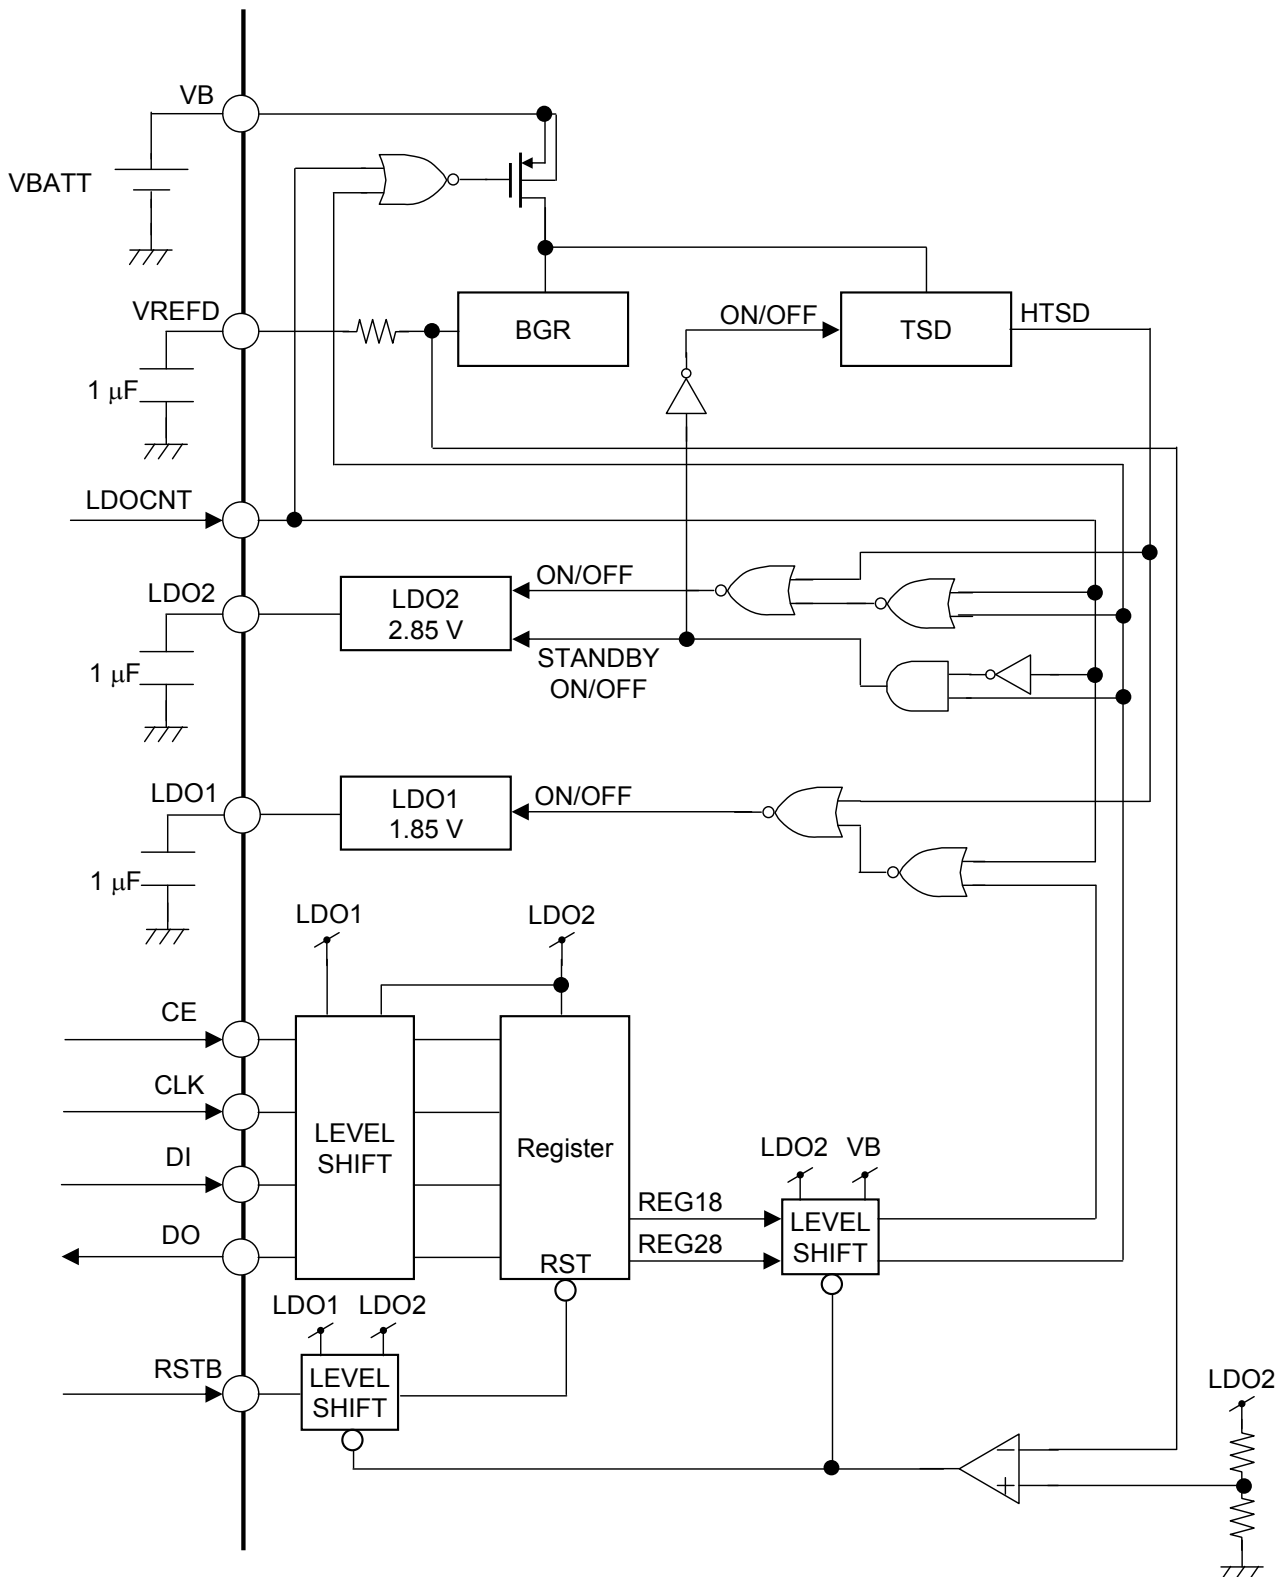 VB
VBATT
VREFD
BGR
ON/OFF
TSD
HTSD
1 μF
LDOCNT
LDO2
LDO2
2.85 V
ON/OFF
STANDBY
ON/OFF
1 μF
LDO1
LDO1
1.85 V
ON/OFF
1 μF
LDO1
LDO2
CE
CLK
DI
DO
LEVEL
SHIFT
Register
RST
REG18
REG28
LDO2
VB
LEVEL
SHIFT
LDO1
LDO2
RSTB
LEVEL
SHIFT
LDO2
−
+